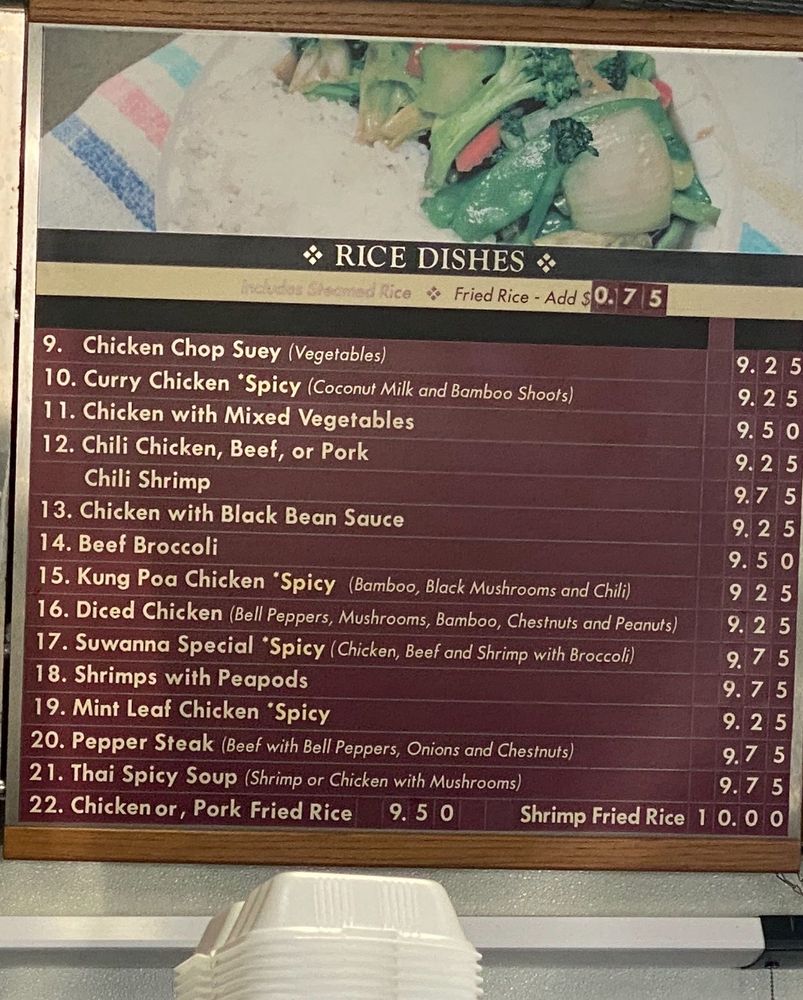 ❖ RICE DISHES ❖
Includes Steamed Rice ❖ Fried Rice - Add $0.75
9. Chicken Chop Suey (Vegetables) 9.25
10. Curry Chicken *Spicy (Coconut Milk and Bamboo Shoots) 9.25
11. Chicken with Mixed Vegetables 9.50
12. Chili Chicken, Beef, or Pork 9.25
Chili Shrimp 9.75
13. Chicken with Black Bean Sauce 9.25
14. Beef Broccoli 9.50
15. Kung Poa Chicken *Spicy (Bamboo, Black Mushrooms and Chili) 9 25
16. Diced Chicken (Bell Peppers, Mushrooms, Bamboo, Chestnuts and Peanuts) 9.25
17. Suwanna Special *Spicy (Chicken, Beef and Shrimp with Broccoli) 9.75
18. Shrimps with Peapods 9.75
19. Mint Leaf Chicken *Spicy 9.25
20. Pepper Steak (Beef with Bell Peppers, Onions and Chestnuts) 9.75
21. Thai Spicy Soup (Shrimp or Chicken with Mushrooms) 9.75
22. Chicken or, Pork Fried Rice 9.50 Shrimp Fried Rice 10.00